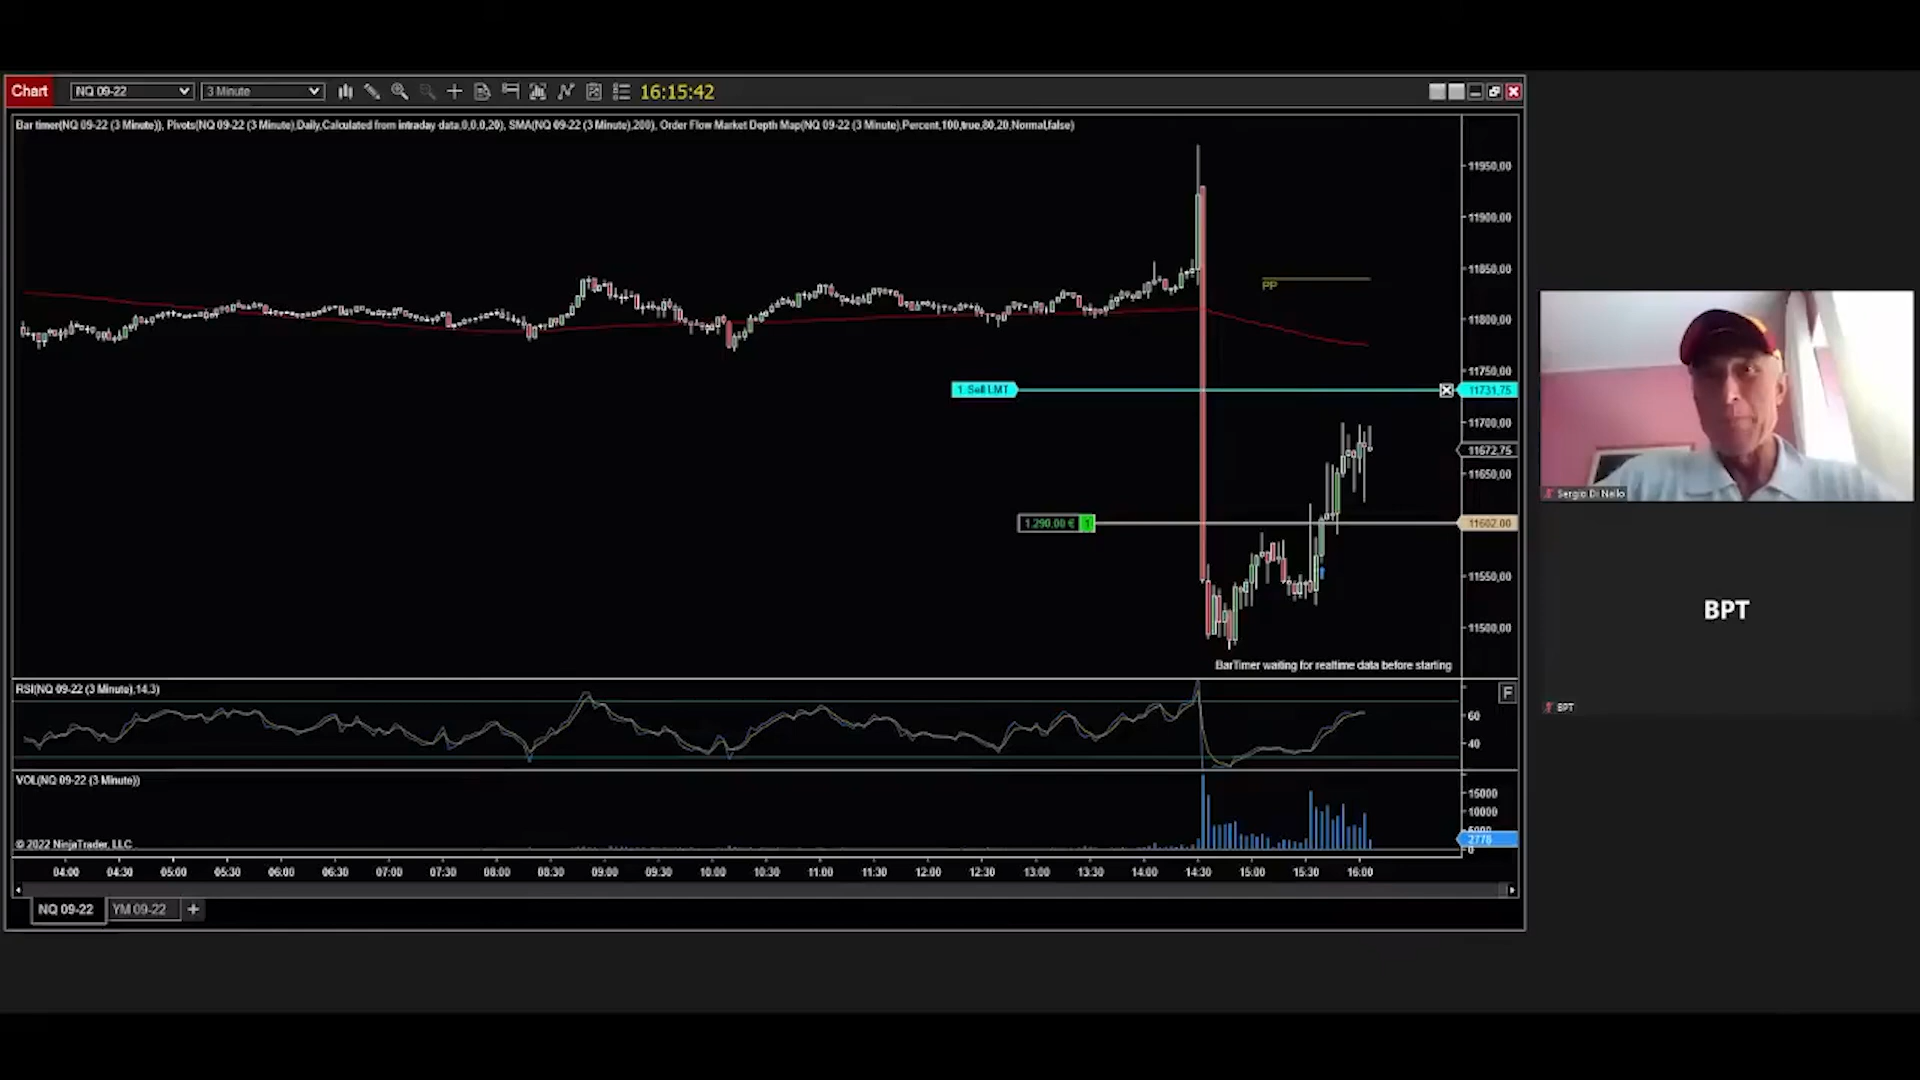 Chart NQ 09-22 3 Minute 16:15:42
Bar timer(NQ 09-22 (3 Minute)), Pivots(NQ 09-22 (3 Minute),Daily,Calculated from intraday data,0,0,0,20), SMA(NQ 09-22 (3 Minute),200), Order Flow Market Depth Map(NQ 09-22 (3 Minute),Percent,100,true,80,20,Normal,false)
11950,00
11900,00
11850,00
PP
11800,00
11750,00
1 Sell LMT
11731,75
11700,00
11672,75
11650,00
1.290,00 € 1
11602,00
11550,00
11500,00
BarTimer waiting for realtime data before starting
RSI(NQ 09-22 (3 Minute),14,3)
F
60
40
VOL(NQ 09-22 (3 Minute))
15000
10000
5000
2776
0
© 2022 NinjaTrader, LLC
04:00 04:30 05:00 05:30 06:00 06:30 07:00 07:30 08:00 08:30 09:00 09:30 10:00 10:30 11:00 11:30 12:00 12:30 13:00 13:30 14:00 14:30 15:00 15:30 16:00
NQ 09-22 YM 09-22 +
Sergio Di Nello
BPT
BPT